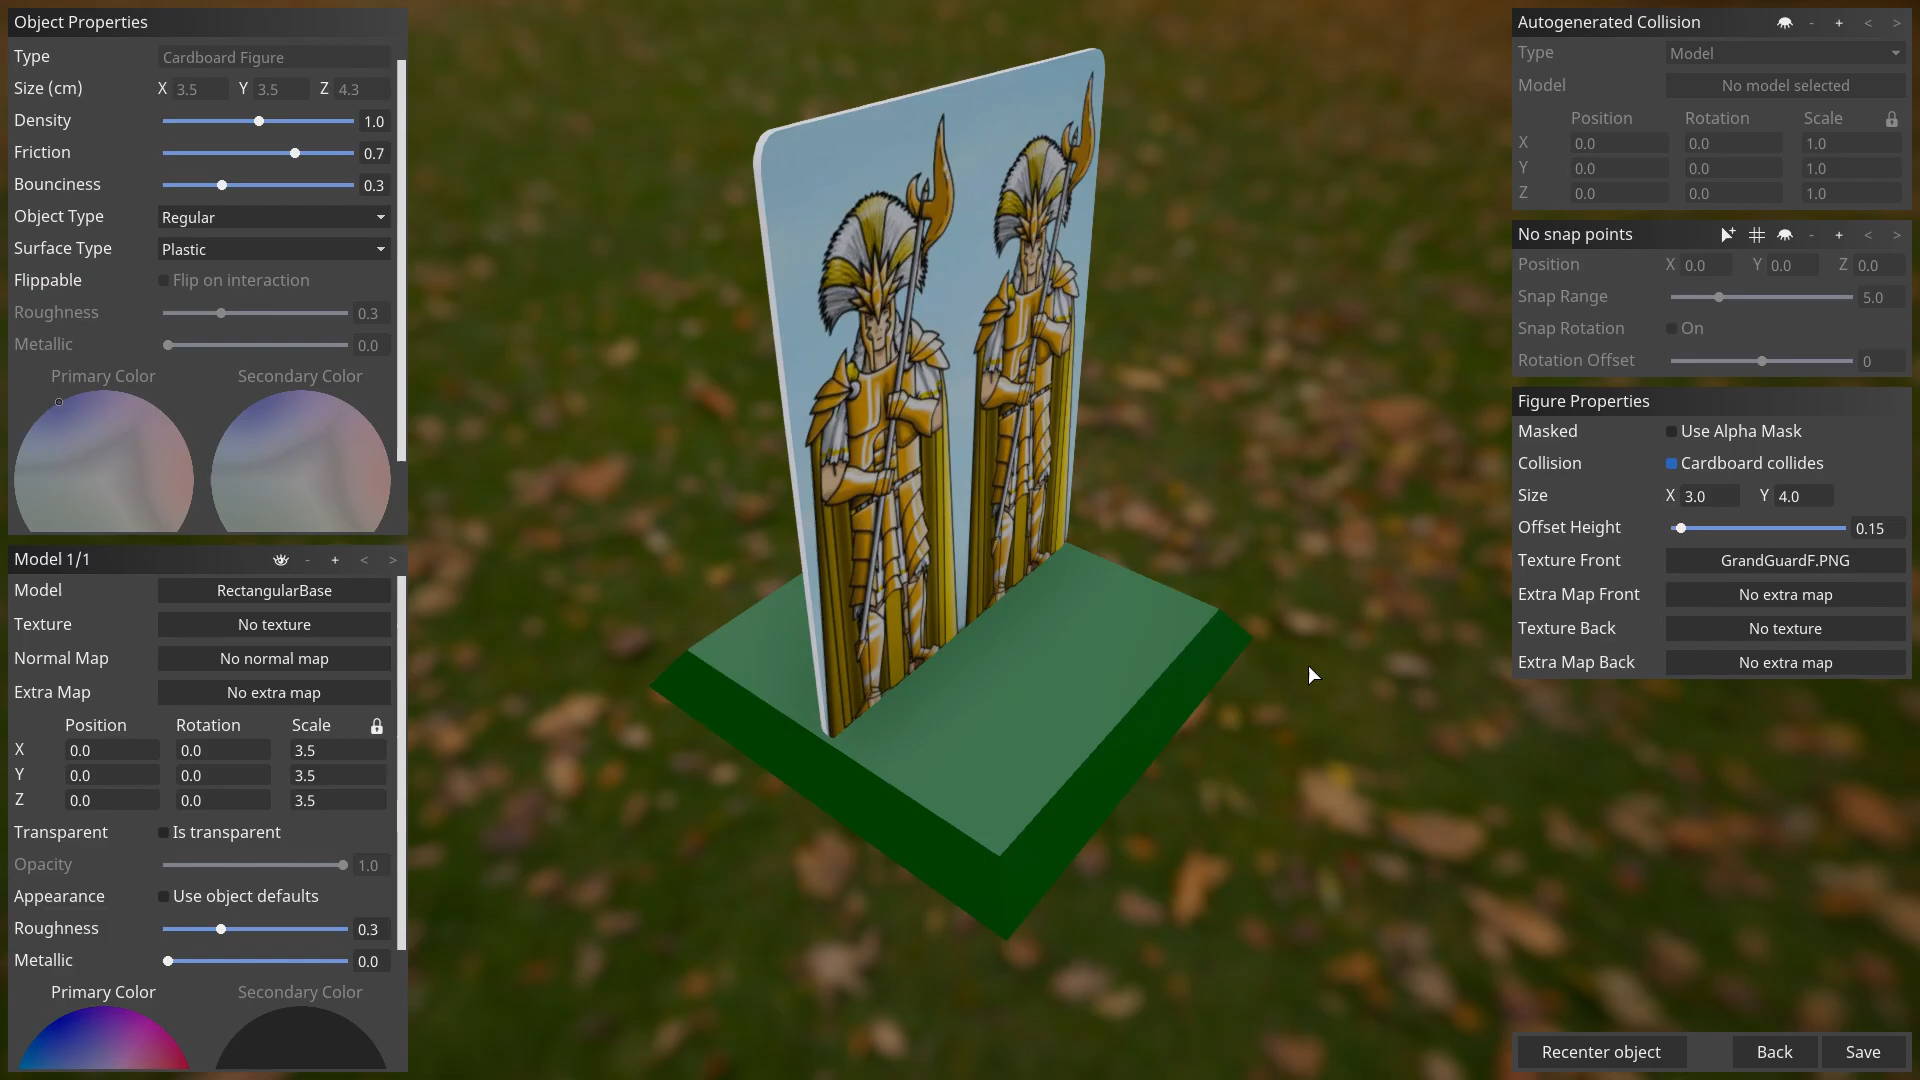 Object Properties
Type Cardboard Figure
Size (cm) X 3.5 Y 3.5 Z 4.3
Density 1.0
Friction 0.7
Bounciness 0.3
Object Type Regular
Surface Type Plastic
Flippable Flip on interaction
Roughness 0.3
Metallic 0.0
Primary Color Secondary Color
Model 1/1 - + < >
Model RectangularBase
Texture No texture
Normal Map No normal map
Extra Map No extra map
Position Rotation Scale
X 0.0 0.0 3.5
Y 0.0 0.0 3.5
Z 0.0 0.0 3.5
Transparent Is transparent
Opacity 1.0
Appearance Use object defaults
Roughness 0.3
Metallic 0.0
Primary Color Secondary Color
Autogenerated Collision - + < >
Type Model
Model No model selected
Position Rotation Scale
X 0.0 0.0 1.0
Y 0.0 0.0 1.0
Z 0.0 0.0 1.0
No snap points - + < >
Position X 0.0 Y 0.0 Z 0.0
Snap Range 5.0
Snap Rotation On
Rotation Offset 0
Figure Properties
Masked Use Alpha Mask
Collision Cardboard collides
Size X 3.0 Y 4.0
Offset Height 0.15
Texture Front GrandGuardF.PNG
Extra Map Front No extra map
Texture Back No texture
Extra Map Back No extra map
Recenter object Back Save